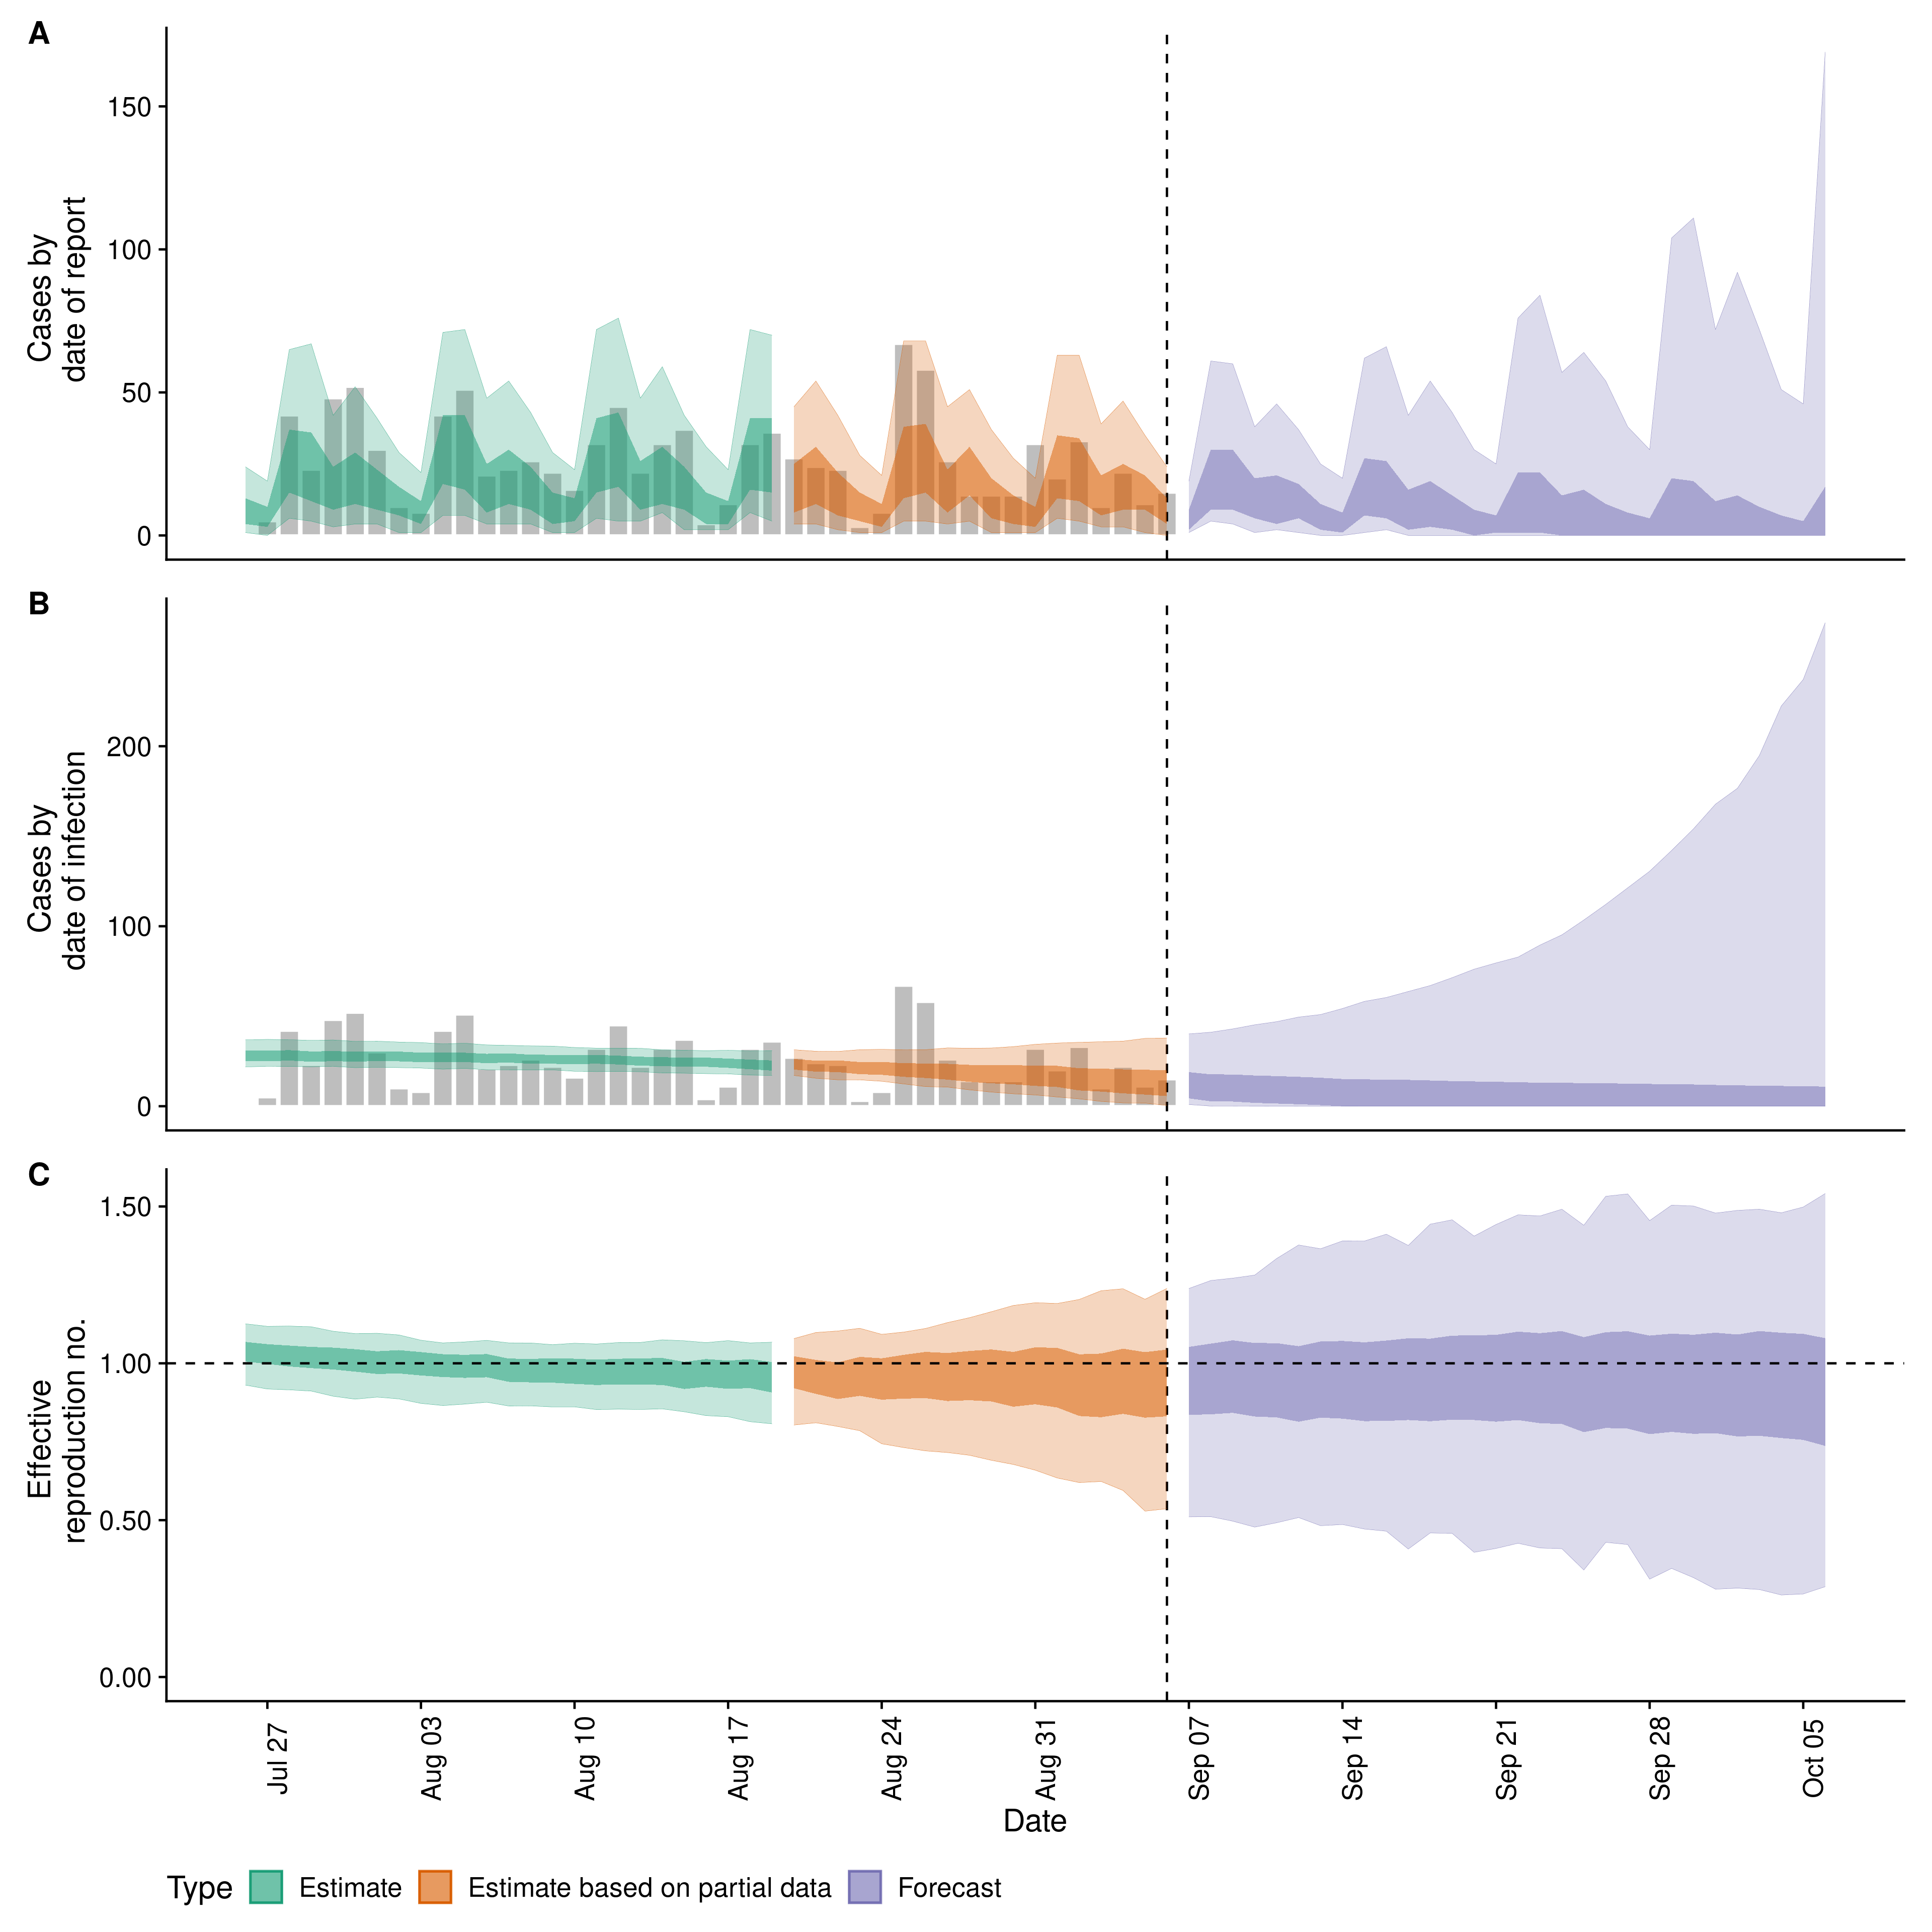 A
Cases by
date of report
150
100
50
0
B
Cases by
date of infection
200
100
0
C
Effective
reproduction no.
1.50
1.00
0.50
0.00
Jul 27
Aug 03
Aug 10
Aug 17
Aug 24
Aug 31
Sep 07
Sep 14
Sep 21
Sep 28
Oct 05
Date
Type Estimate Estimate based on partial data Forecast